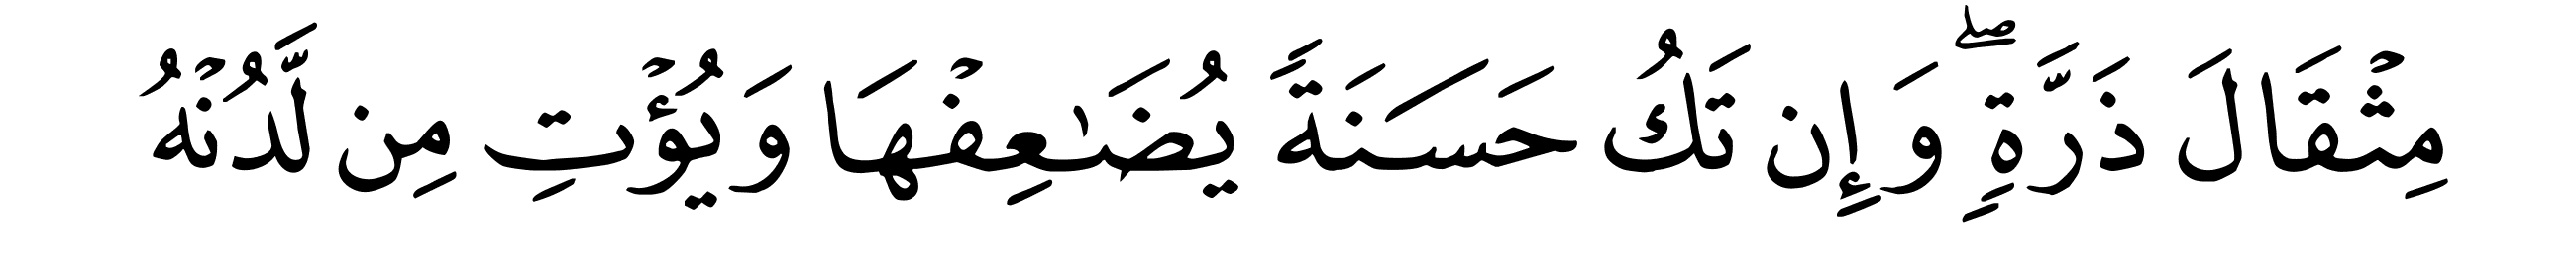 مِثۡقَالَ ذَرَّةٖۖ وَإِن تَكُ حَسَنَةٗ يُضَٰعِفۡهَا وَيُؤۡتِ مِن لَّدُنۡهُ